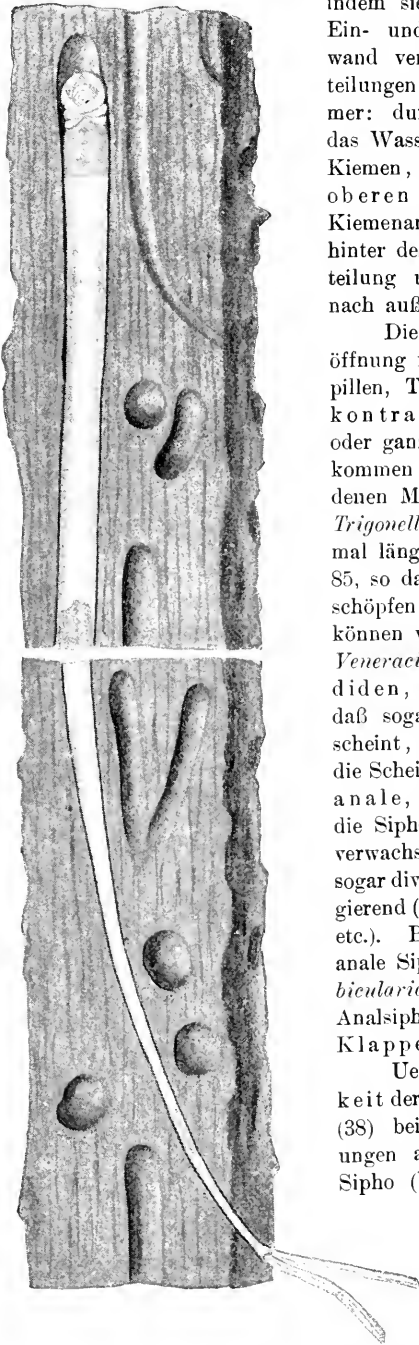 indem sie
Ein- und
wand ver
teilungen
mer: du
das Wass
Kiemen,
oberen
Kiemenar
hinter de
teilung u
nach auß
Die
öffnung
pillen, T
kontra
oder gan
kommen
denen M
Trigonell
mal läng
85, so da
schöpfen
können v
Veneraci
diden,
daß soga
scheint,
die Schei
anale,
die Siph
verwachs
sogar div
gierend (
etc.). B
anale Sip
bicularia
Analsiph
Klappe
Ue
keit der
(38) bei
ungen a
Sipho (